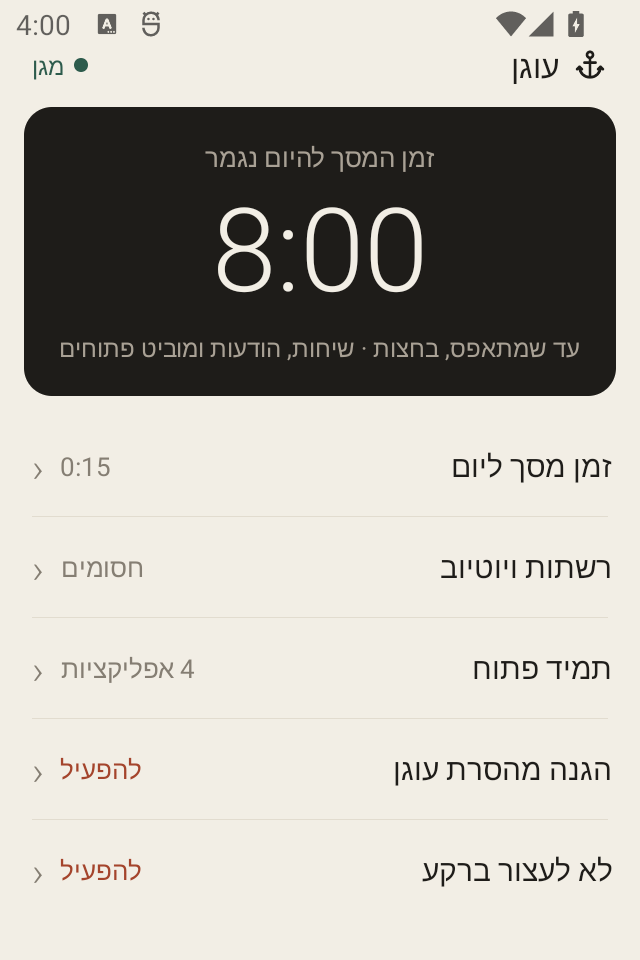 4:00
עוגן
מגן
זמן המסך להיום נגמר
8:00
עד שמתאפס, בחצות · שיחות, הודעות ומוביט פתוחים
זמן מסך ליום 0:15
רשתות ויוטיוב חסומים
תמיד פתוח 4 אפליקציות
הגנה מהסרת עוגן להפעיל
לא לעצור ברקע להפעיל